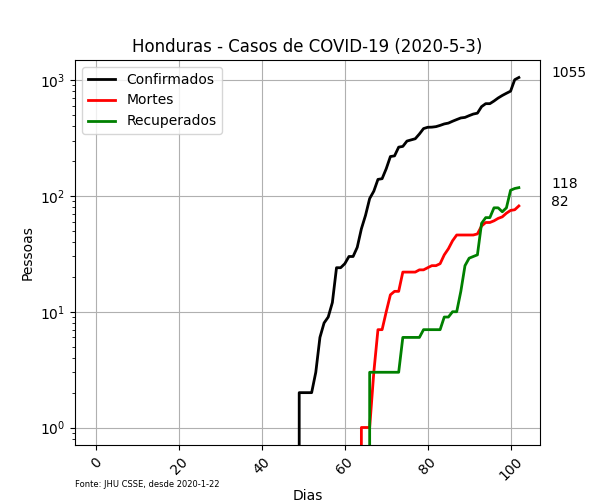 Honduras - Casos de COVID-19 (2020-5-3)
Confirmados
Mortes
Recuperados
1055
118
82
Pessoas
10³
10²
10¹
10⁰
0 20 40 60 80 100
Dias
Fonte: JHU CSSE, desde 2020-1-22